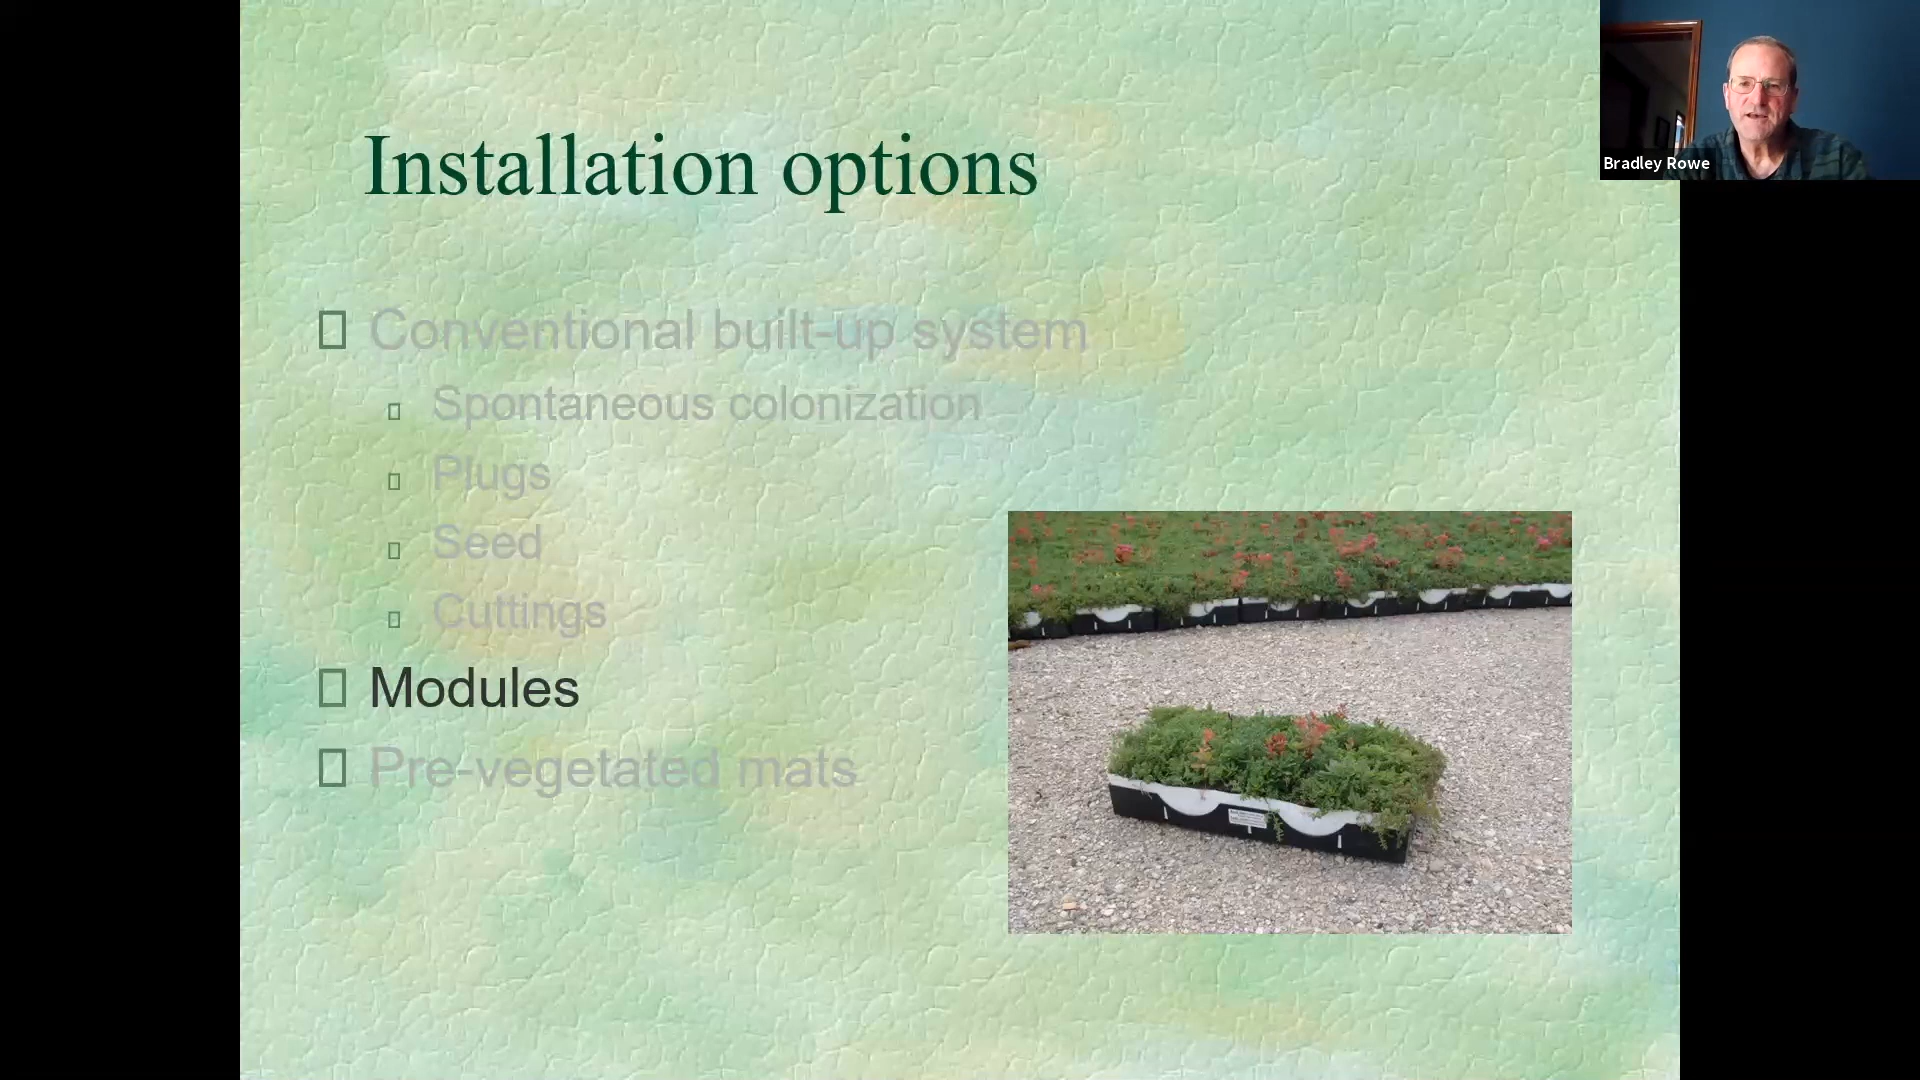 Installation options
Conventional built-up system
Spontaneous colonization
Plugs
Seed
Cuttings
Modules
Pre-vegetated mats
Bradley Rowe